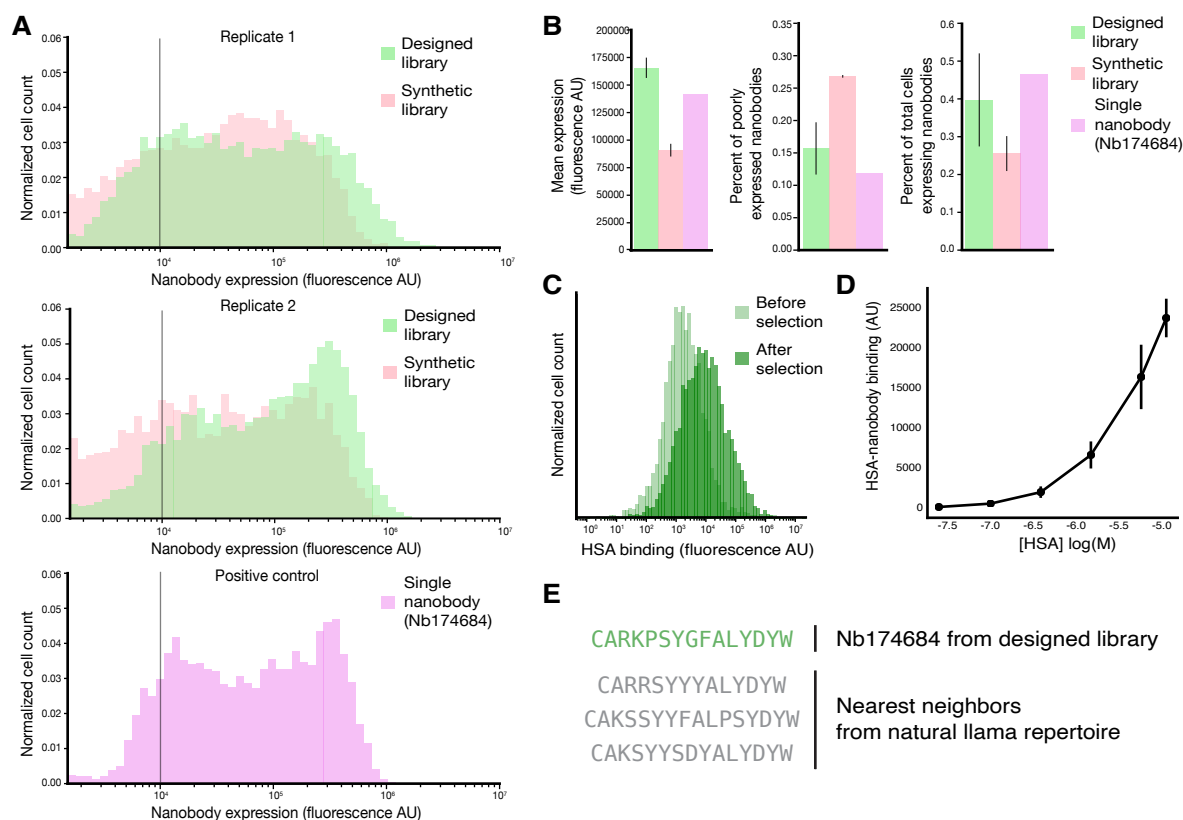 A
Replicate 1
0.06
0.05
0.04
0.03
0.02
0.01
0.00
Normalized cell count
Designed
library
Synthetic
library
10⁴
10⁵
10⁶
10⁷
Nanobody expression (fluorescence AU)
Replicate 2
0.06
0.05
0.04
0.03
0.02
0.01
0.00
Normalized cell count
Designed
library
Synthetic
library
10⁴
10⁵
10⁶
10⁷
Nanobody expression (fluorescence AU)
Positive control
0.06
0.05
0.04
0.03
0.02
0.01
0.00
Normalized cell count
Single
nanobody
(Nb174684)
10⁴
10⁵
10⁶
10⁷
Nanobody expression (fluorescence AU)
B
200000
175000
150000
125000
100000
75000
50000
25000
0
Mean expression
(fluorescence AU)
0.35
0.30
0.25
0.20
0.15
0.10
0.05
0.00
Percent of poorly
expressed nanobodies
0.6
0.5
0.4
0.3
0.2
0.1
0.0
Percent of total cells
expressing nanobodies
Designed
library
Synthetic
library
Single
nanobody
(Nb174684)
C
Normalized cell count
Before
selection
After
selection
10⁰
10¹
10²
10³
10⁴
10⁵
10⁶
10⁷
HSA binding (fluorescence AU)
D
25000
20000
15000
10000
5000
0
HSA-nanobody binding (AU)
-7.5
-7.0
-6.5
-6.0
-5.5
-5.0
[HSA] log(M)
E
CARKPSYGFALYDYW
Nb174684 from designed library
CARRSYYYALYDYW
CAKSSYYFALPSYDYW
CAKSYYSDYALYDYW
Nearest neighbors
from natural llama repertoire